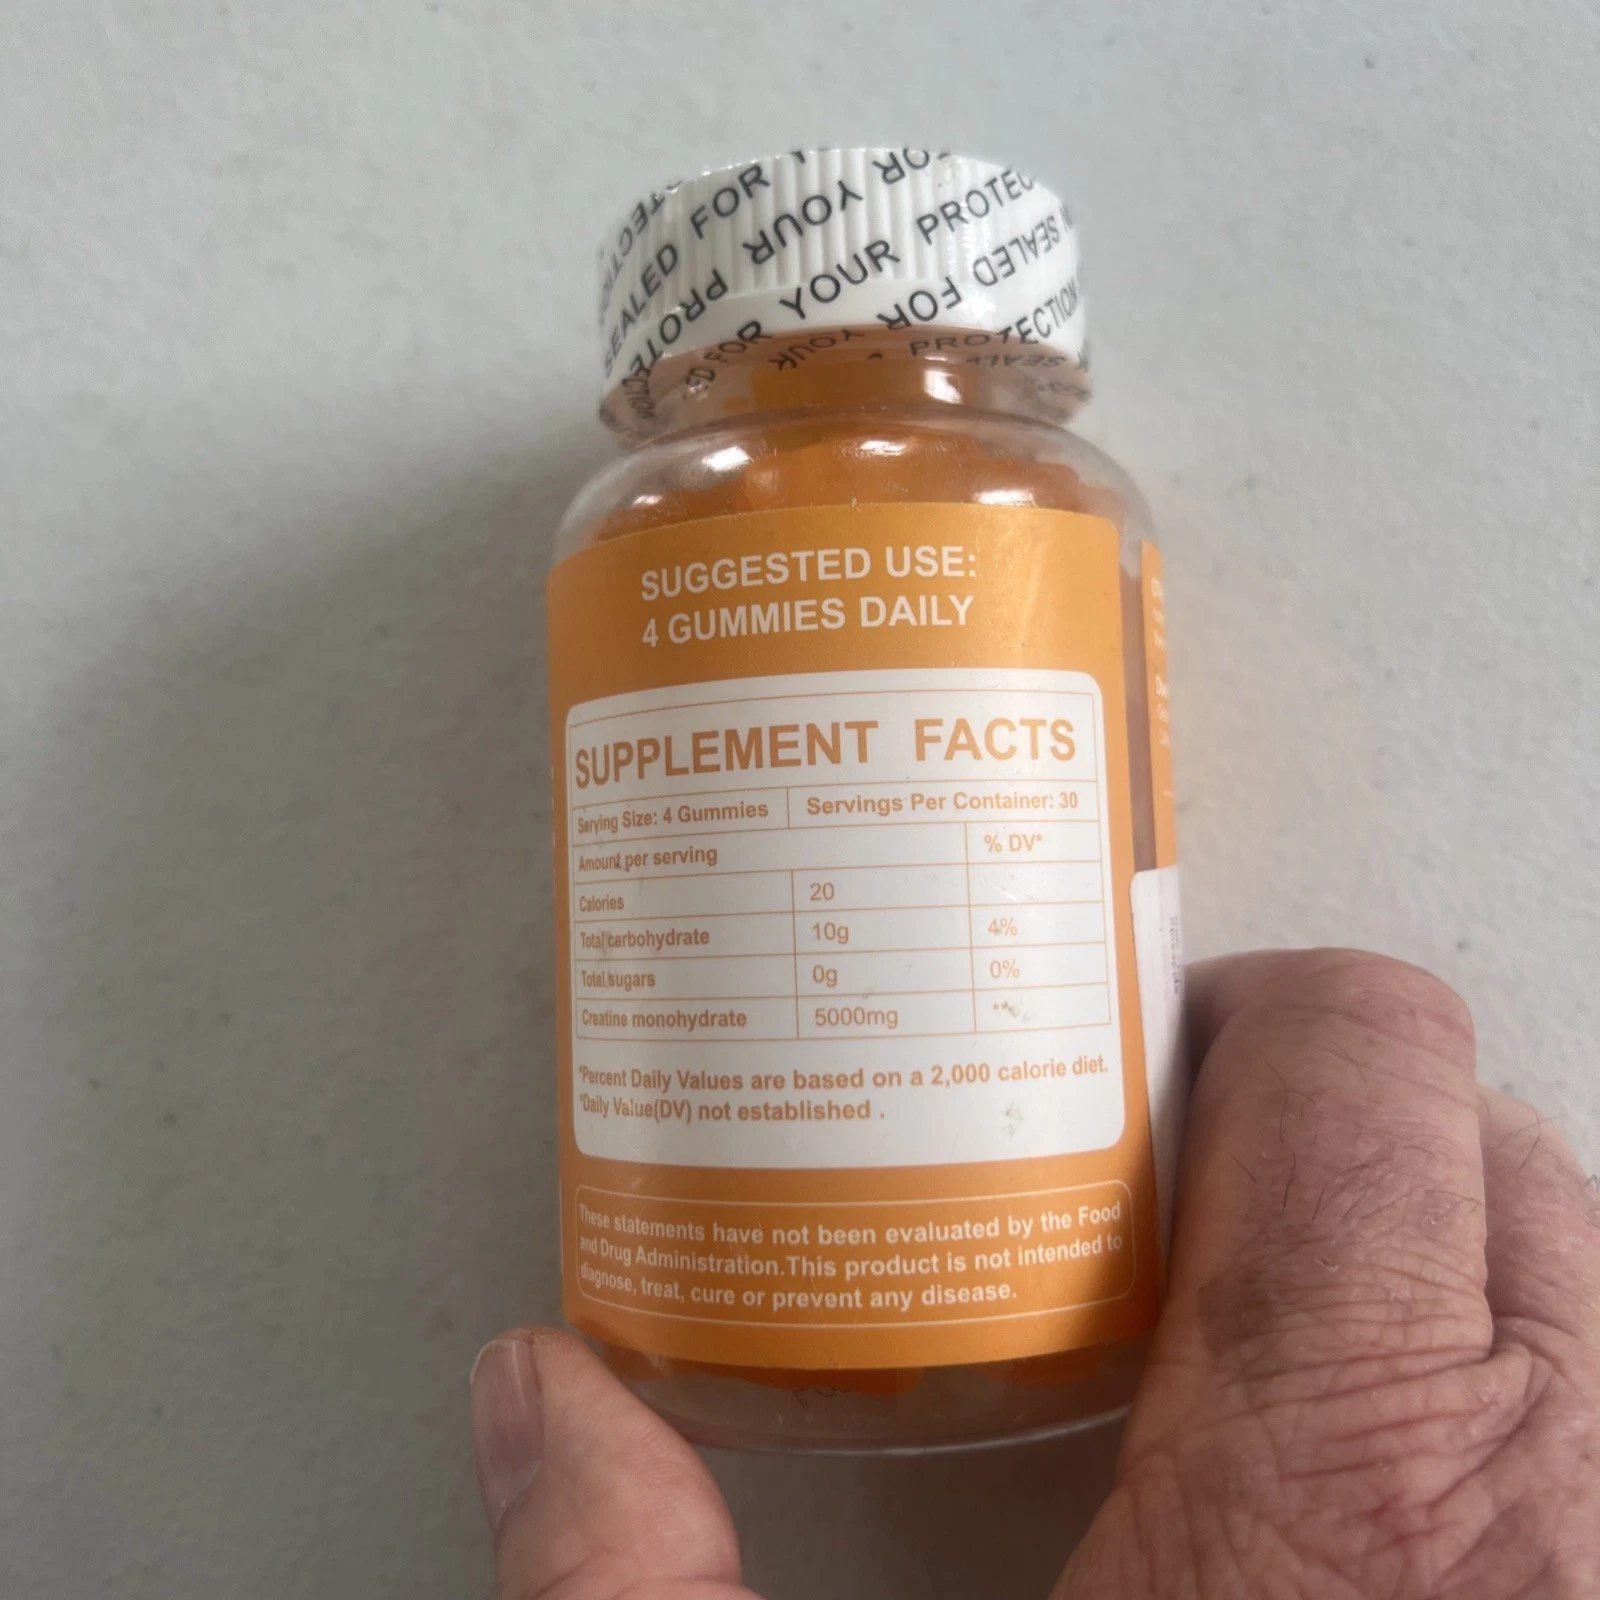 SEALED FOR YOUR PROTECTION
SUGGESTED USE:
4 GUMMIES DAILY
SUPPLEMENT FACTS
Serving Size: 4 Gummies Servings Per Container: 30
Amount per serving % DV*
Calories 20
Total carbohydrate 10g 4%
Total sugars 0g 0%
Creatine monohydrate 5000mg **
*Percent Daily Values are based on a 2,000 calorie diet.
*Daily Value(DV) not established .
These statements have not been evaluated by the Food
and Drug Administration.This product is not intended to
diagnose, treat, cure or prevent any disease.